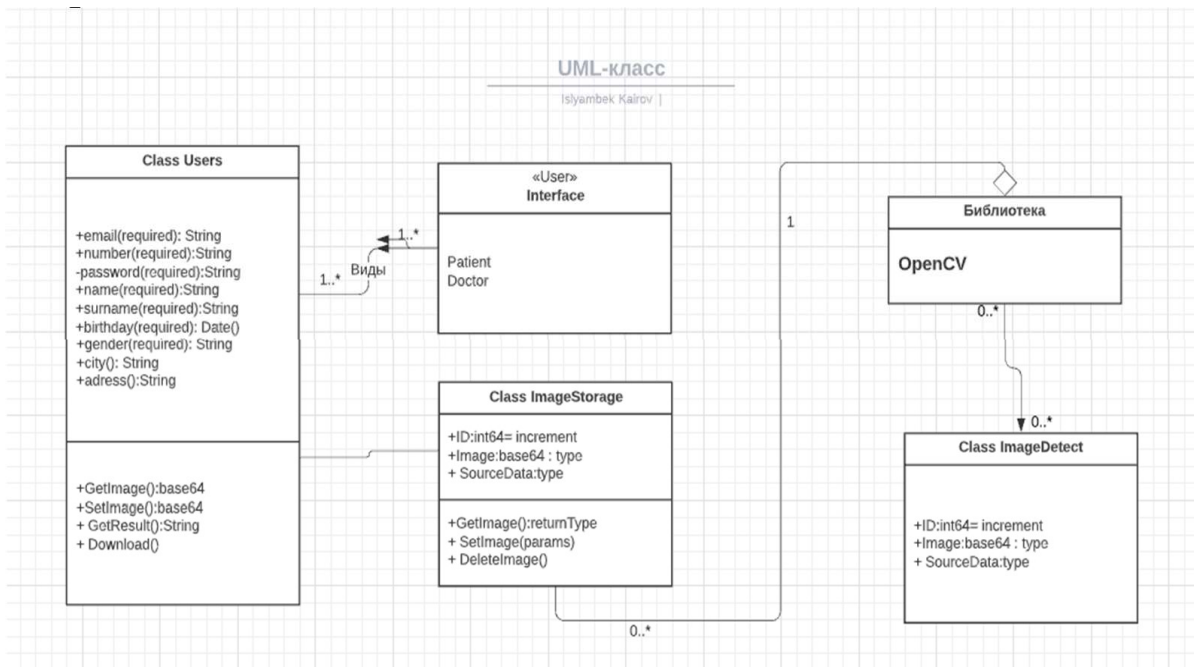 UML-класс
Islyambek Kairov |
Class Users
+email(required): String
+number(required):String
-password(required):String
+name(required):String
+surname(required):String
+birthday(required): Date()
+gender(required): String
+city(): String
+adress():String
+GetImage():base64
+SetImage():base64
+ GetResult():String
+ Download()
1..*
Виды
1..*
«User»
Interface
Patient
Doctor
Class ImageStorage
+ID:int64= increment
+Image:base64 : type
+ SourceData:type
+GetImage():returnType
+ SetImage(params)
+ DeleteImage()
0..*
1
Библиотека
OpenCV
0..*
0..*
Class ImageDetect
+ID:int64= increment
+Image:base64 : type
+ SourceData:type